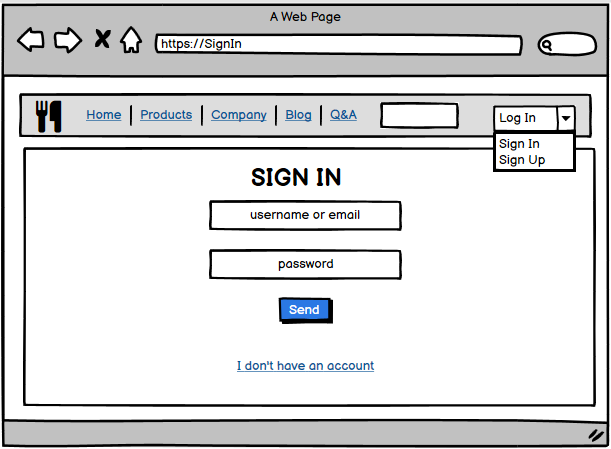 A Web Page
https://SignIn
Home Products Company Blog Q&A Log In
Sign In
Sign Up
SIGN IN
username or email
password
Send
I don't have an account